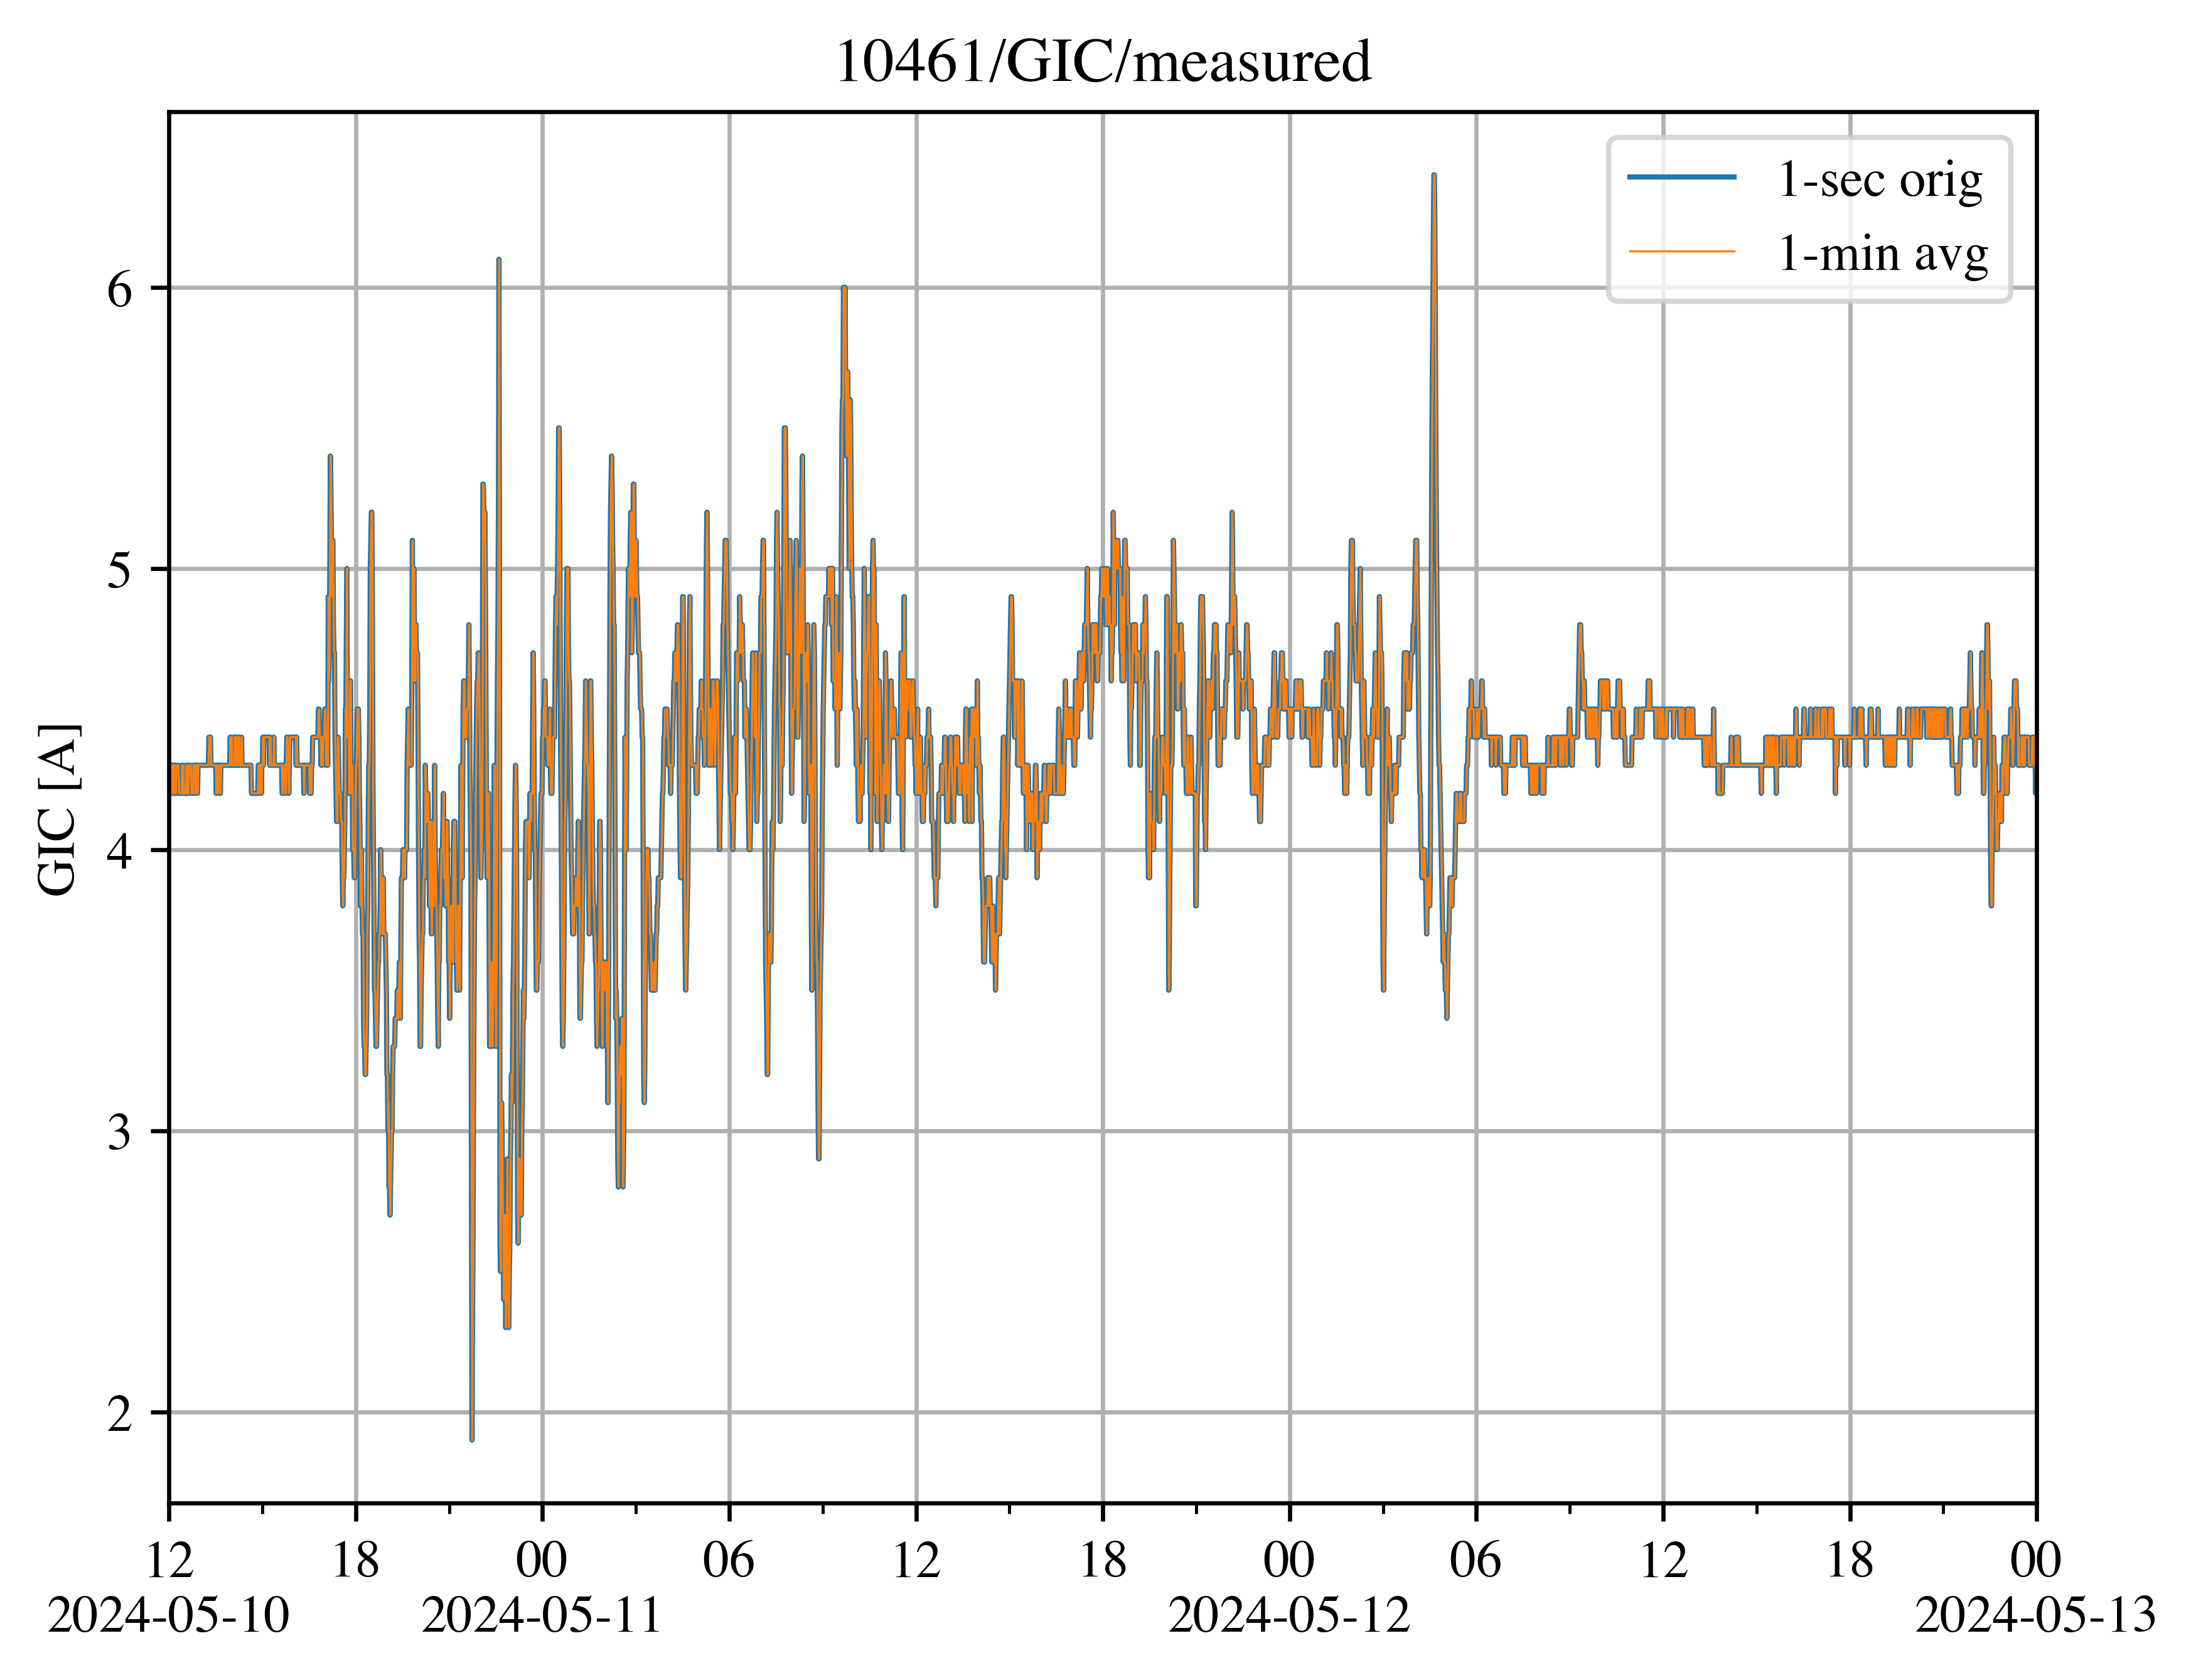 10461/GIC/measured
1-sec orig
1-min avg
GIC [A]
6
5
4
3
2
12 18 00 06 12 18 00 06 12 18 00
2024-05-10 2024-05-11 2024-05-12 2024-05-13